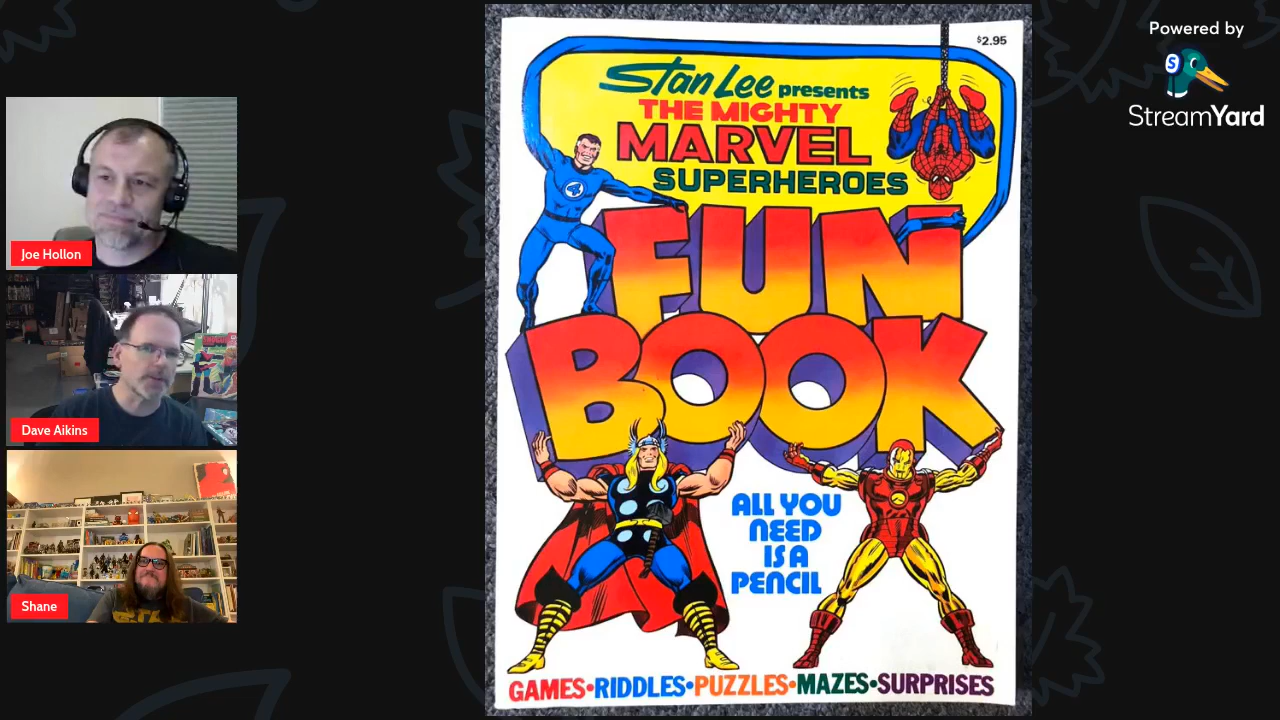 Powered by
S
StreamYard
Joe Hollon
Dave Aikins
Shane
$2.95
Stan Lee presents
THE MIGHTY
MARVEL
SUPERHEROES
FUN
BOOK
4
ALL YOU
NEED
IS A
PENCIL
GAMES•RIDDLES•PUZZLES•MAZES•SURPRISES